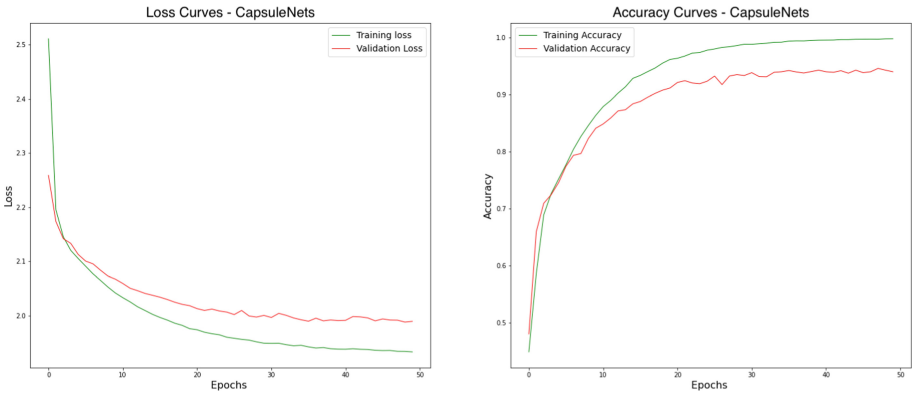 Loss Curves - CapsuleNets
Training loss
Validation Loss
2.5
2.4
2.3
2.2
2.1
2.0
Loss
0
10
20
30
40
50
Epochs
Accuracy Curves - CapsuleNets
Training Accuracy
Validation Accuracy
1.0
0.9
0.8
0.7
0.6
0.5
Accuracy
0
10
20
30
40
50
Epochs